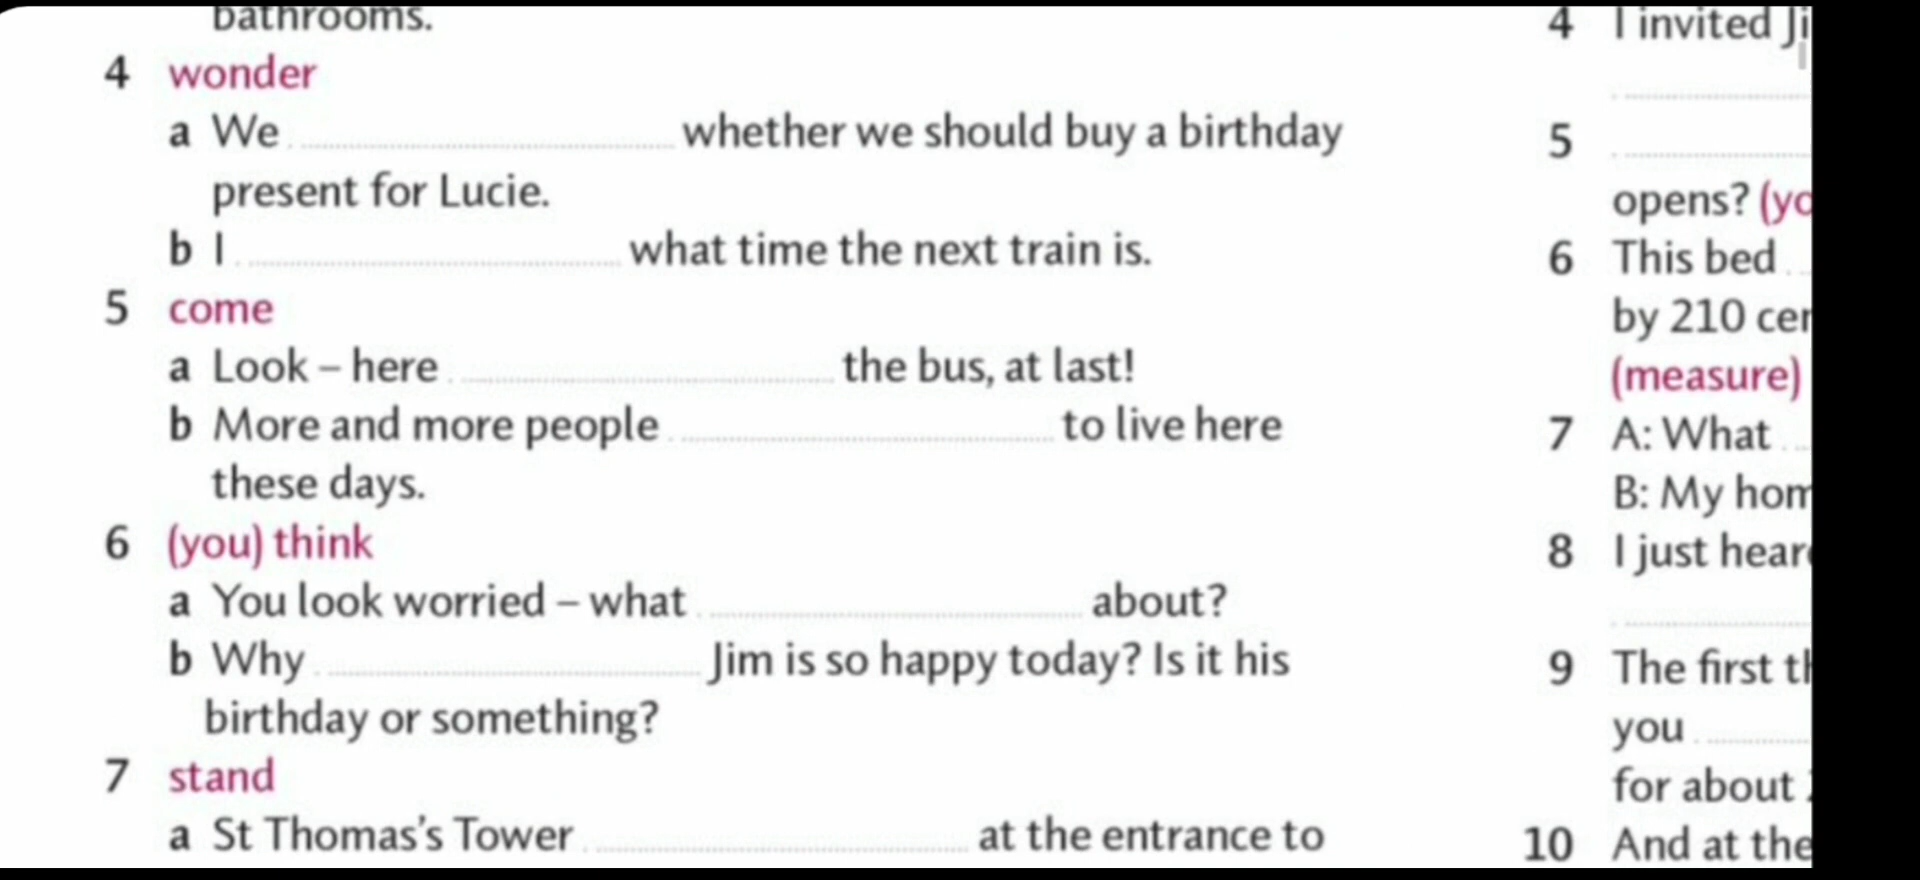 bathrooms.
4 wonder
a We ........ whether we should buy a birthday
present for Lucie.
b I ........ what time the next train is.
5 come
a Look – here ........ the bus, at last!
b More and more people ........ to live here
these days.
6 (you) think
a You look worried – what ........ about?
b Why ........ Jim is so happy today? Is it his
birthday or something?
7 stand
a St Thomas's Tower ........ at the entrance to
4 I invited
5 ........
opens?
6 This bed
by 210
(measure)
7 A: What
B: My
8 I just
9 The first
you ........
for about
10 And at the